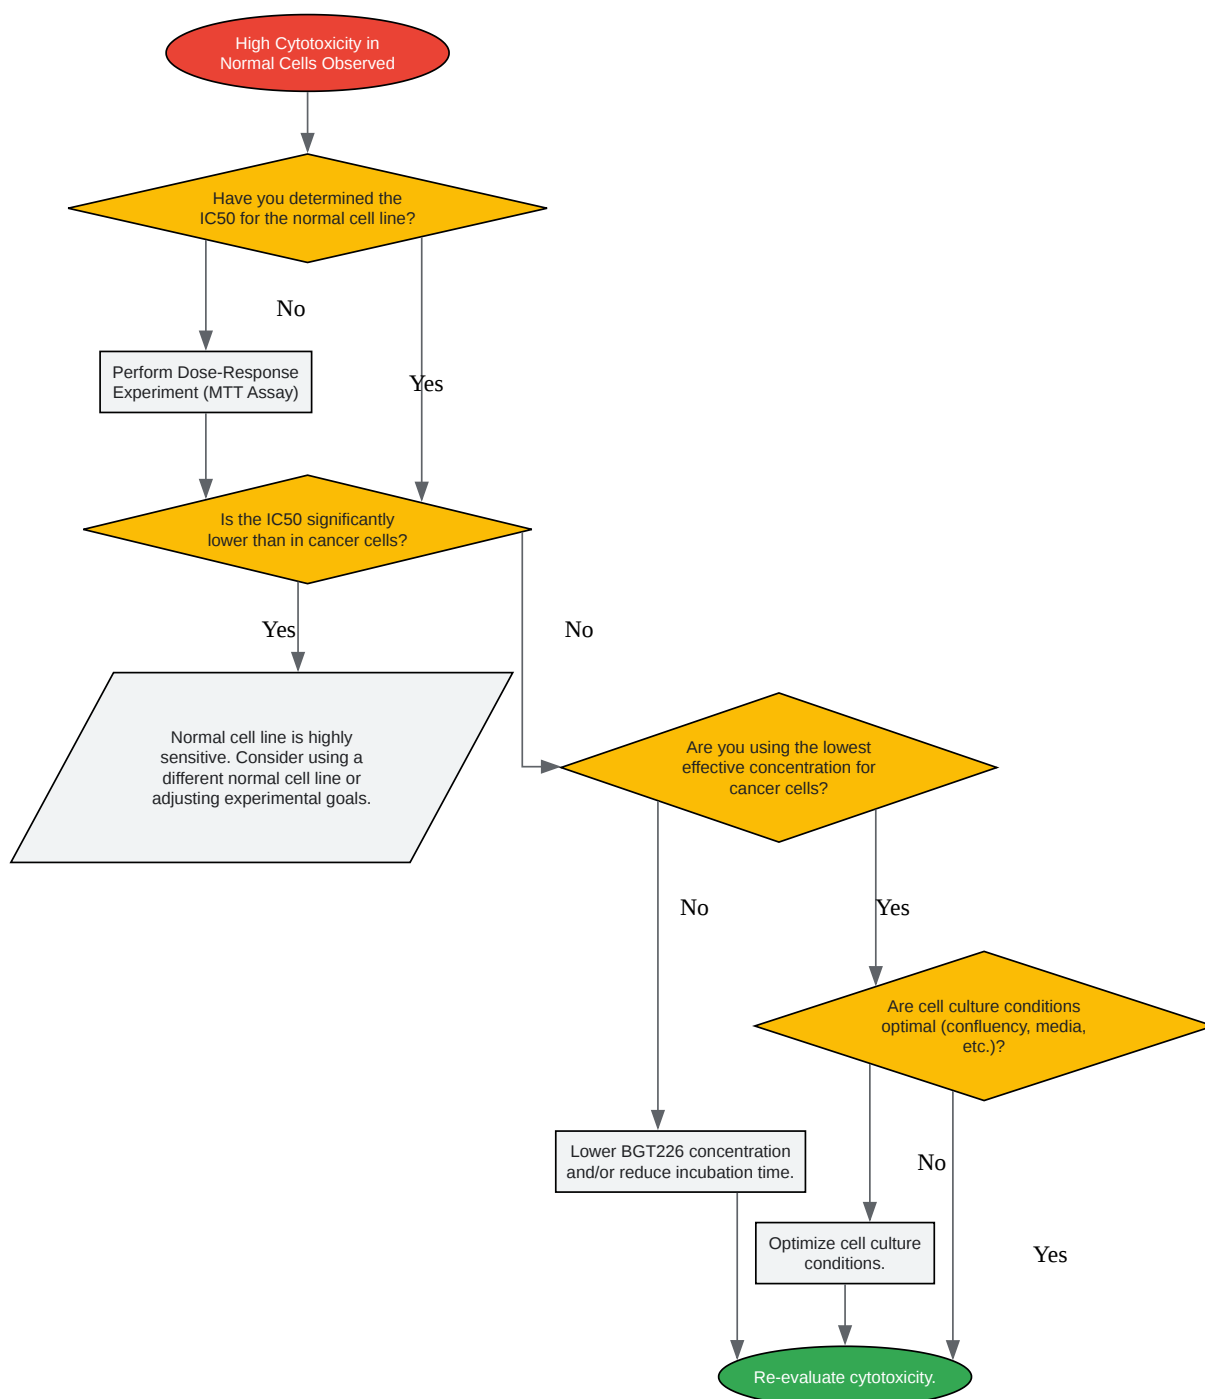 High Cytotoxicity in
Normal Cells Observed
Have you determined the
IC50 for the normal cell line?
No
Perform Dose-Response
Experiment (MTT Assay)
Yes
Is the IC50 significantly
lower than in cancer cells?
Yes
No
Normal cell line is highly
sensitive. Consider using a
different normal cell line or
adjusting experimental goals.
Are you using the lowest
effective concentration for
cancer cells?
No
Yes
Are cell culture conditions
optimal (confluency, media,
etc.)?
Lower BGT226 concentration
and/or reduce incubation time.
No
Optimize cell culture
conditions.
Yes
Re-evaluate cytotoxicity.